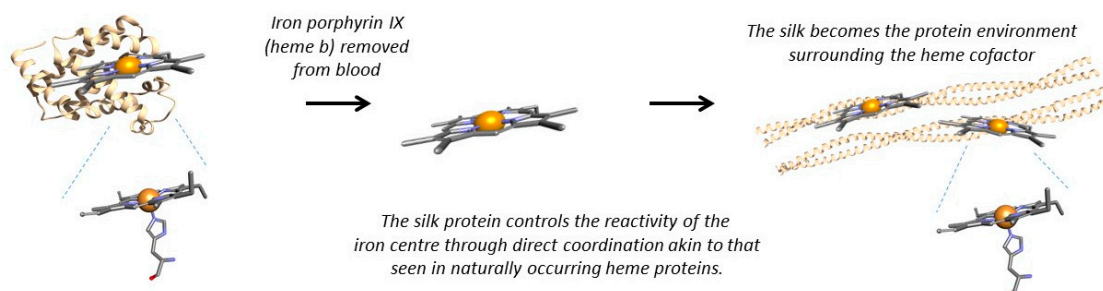 Iron porphyrin IX
(heme b) removed
from blood
The silk becomes the protein environment
surrounding the heme cofactor
The silk protein controls the reactivity of the
iron centre through direct coordination akin to that
seen in naturally occurring heme proteins.